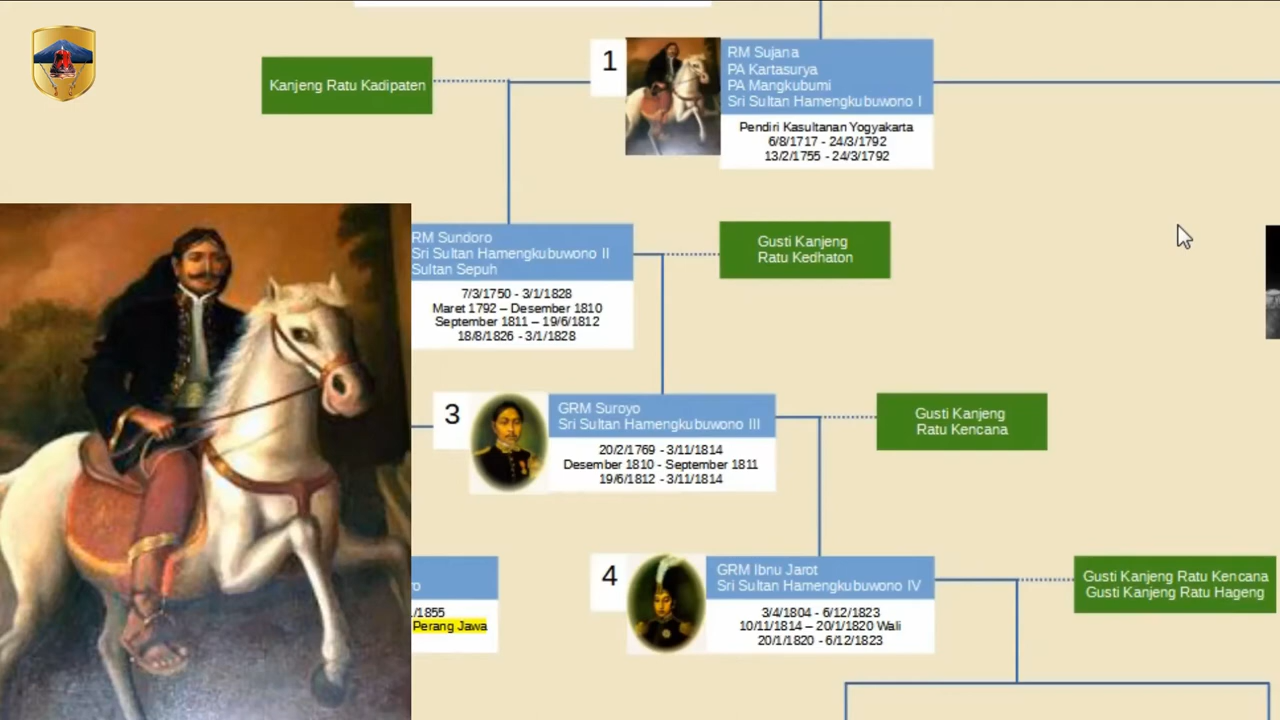 Kanjeng Ratu Kadipaten
1
RM Sujana
PA Kartasurya
PA Mangkubumi
Sri Sultan Hamengkubuwono I
Pendiri Kasultanan Yogyakarta
6/8/1717 - 24/3/1792
13/2/1755 - 24/3/1792
RM Sundoro
Sri Sultan Hamengkubuwono II
Sultan Sepuh
7/3/1750 - 3/1/1828
Maret 1792 – Desember 1810
September 1811 – 19/6/1812
18/8/1826 - 3/1/1828
Gusti Kanjeng
Ratu Kedhaton
3
GRM Suroyo
Sri Sultan Hamengkubuwono III
20/2/1769 - 3/11/1814
Desember 1810 - September 1811
19/6/1812 - 3/11/1814
Gusti Kanjeng
Ratu Kencana
ro
/1855
Perang Jawa
4
GRM Ibnu Jarot
Sri Sultan Hamengkubuwono IV
3/4/1804 - 6/12/1823
10/11/1814 – 20/1/1820 Wali
20/1/1820 - 6/12/1823
Gusti Kanjeng Ratu Kencana
Gusti Kanjeng Ratu Hageng